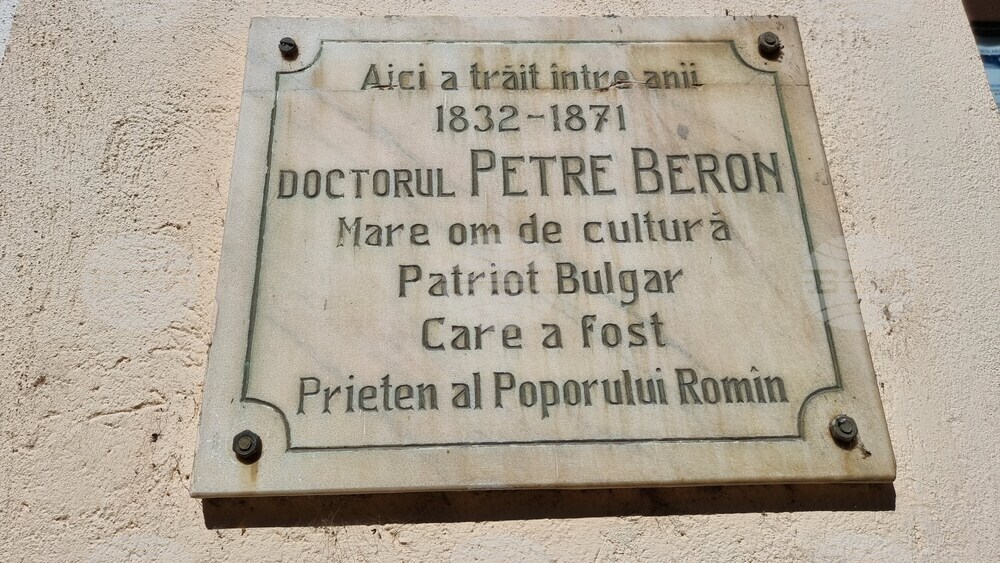 Aici a trăit între anii
1832-1871
DOCTORUL PETRE BERON
Mare om de cultură
Patriot Bulgar
Care a fost
Prieten al Poporului Romîn